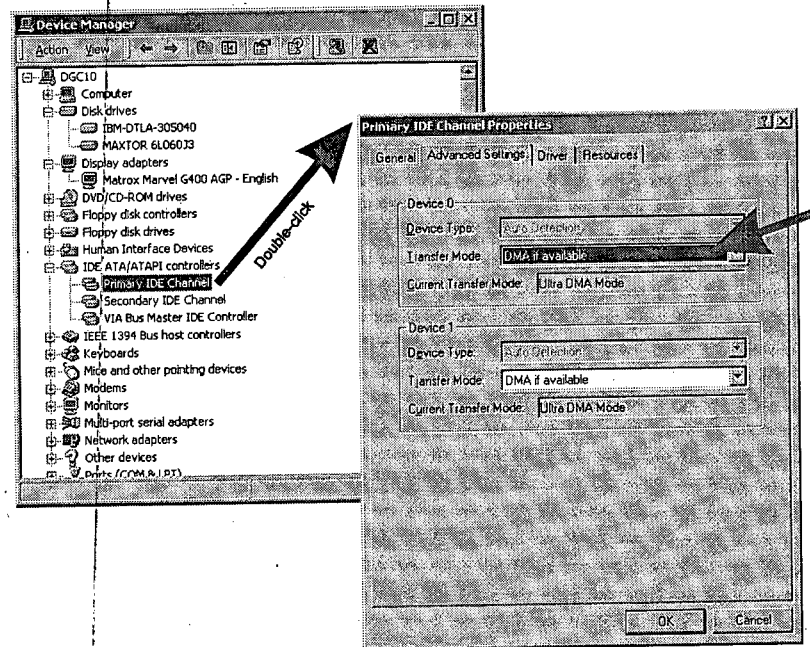 Device Manager
Action View
DGC10
Computer
Disk drives
IBM-DTLA-305040
MAXTOR 6L060J3
Display adapters
Matrox Marvel G400 AGP - English
DVD/CD-ROM drives
Floppy disk controllers
Floppy disk drives
Human Interface Devices
IDE ATA/ATAPI controllers
Primary IDE Channel
Secondary IDE Channel
VIA Bus Master IDE Controller
IEEE 1394 Bus host controllers
Keyboards
Mice and other pointing devices
Modems
Monitors
Multi-port serial adapters
Network adapters
Other devices
Ports (COM & LPT)
Double-click
Primary IDE Channel Properties
General Advanced Settings Driver Resources
Device 0
Device Type: Auto Detection
Transfer Mode: DMA if available
Current Transfer Mode: Ultra DMA Mode
Device 1
Device Type: Auto Detection
Transfer Mode: DMA if available
Current Transfer Mode: Ultra DMA Mode
OK Cancel